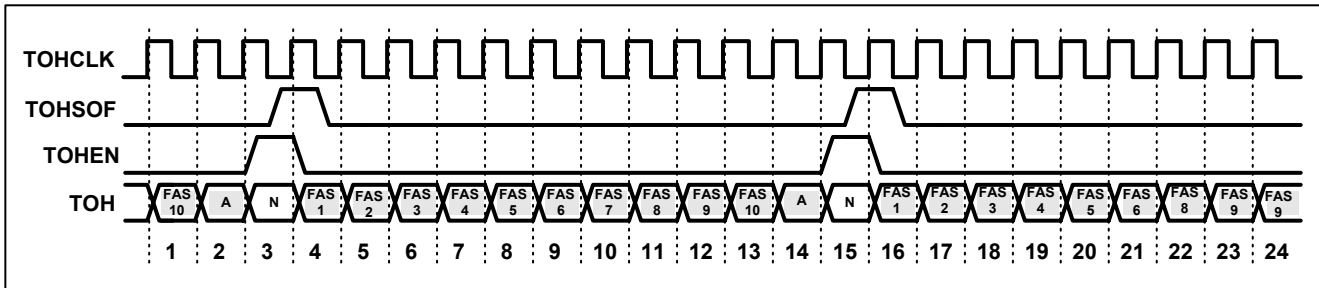 TOHCLK
TOHSOF
TOHEN
TOH FAS 10 A N FAS 1 FAS 2 FAS 3 FAS 4 FAS 5 FAS 6 FAS 7 FAS 8 FAS 9 FAS 10 A N FAS 1 FAS 2 FAS 3 FAS 4 FAS 5 FAS 6 FAS 8 FAS 9 FAS 9
1 2 3 4 5 6 7 8 9 10 11 12 13 14 15 16 17 18 19 20 21 22 23 24